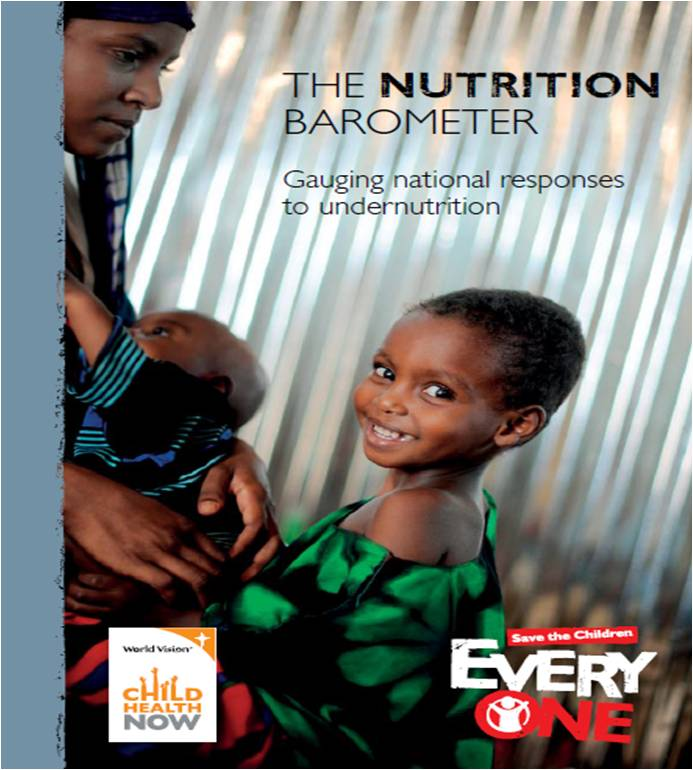 THE NUTRITION
BAROMETER
Gauging national responses
to undernutrition
World Vision
CHILD
HEALTH
NOW
Save the Children
EVERY
ONE